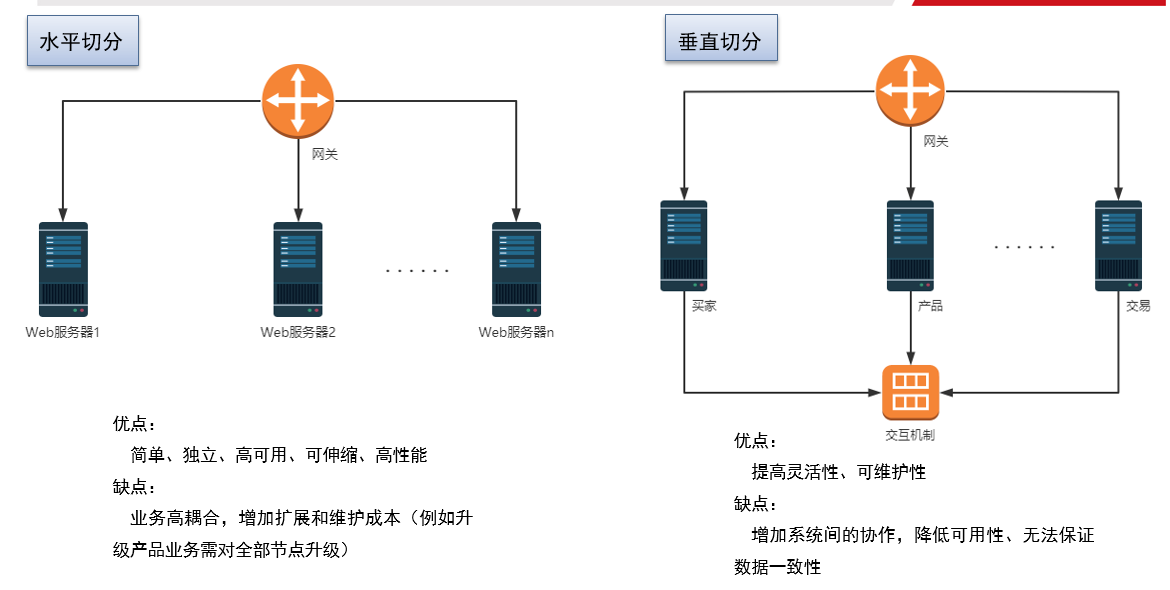 水平切分
网关
Web服务器1
Web服务器2
······
Web服务器n
优点：
简单、独立、高可用、可伸缩、高性能
缺点：
业务高耦合，增加扩展和维护成本（例如升
级产品业务需对全部节点升级）
垂直切分
网关
买家
产品
······
交易
交互机制
优点：
提高灵活性、可维护性
缺点：
增加系统间的协作，降低可用性、无法保证
数据一致性